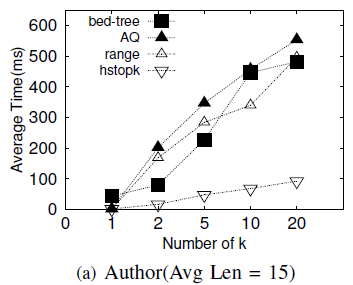 600
500
400
300
200
100
0
Average Time(ms)
bed-tree
AQ
range
hstopk
0 1 2 5 10 20
Number of k
(a) Author(Avg Len = 15)